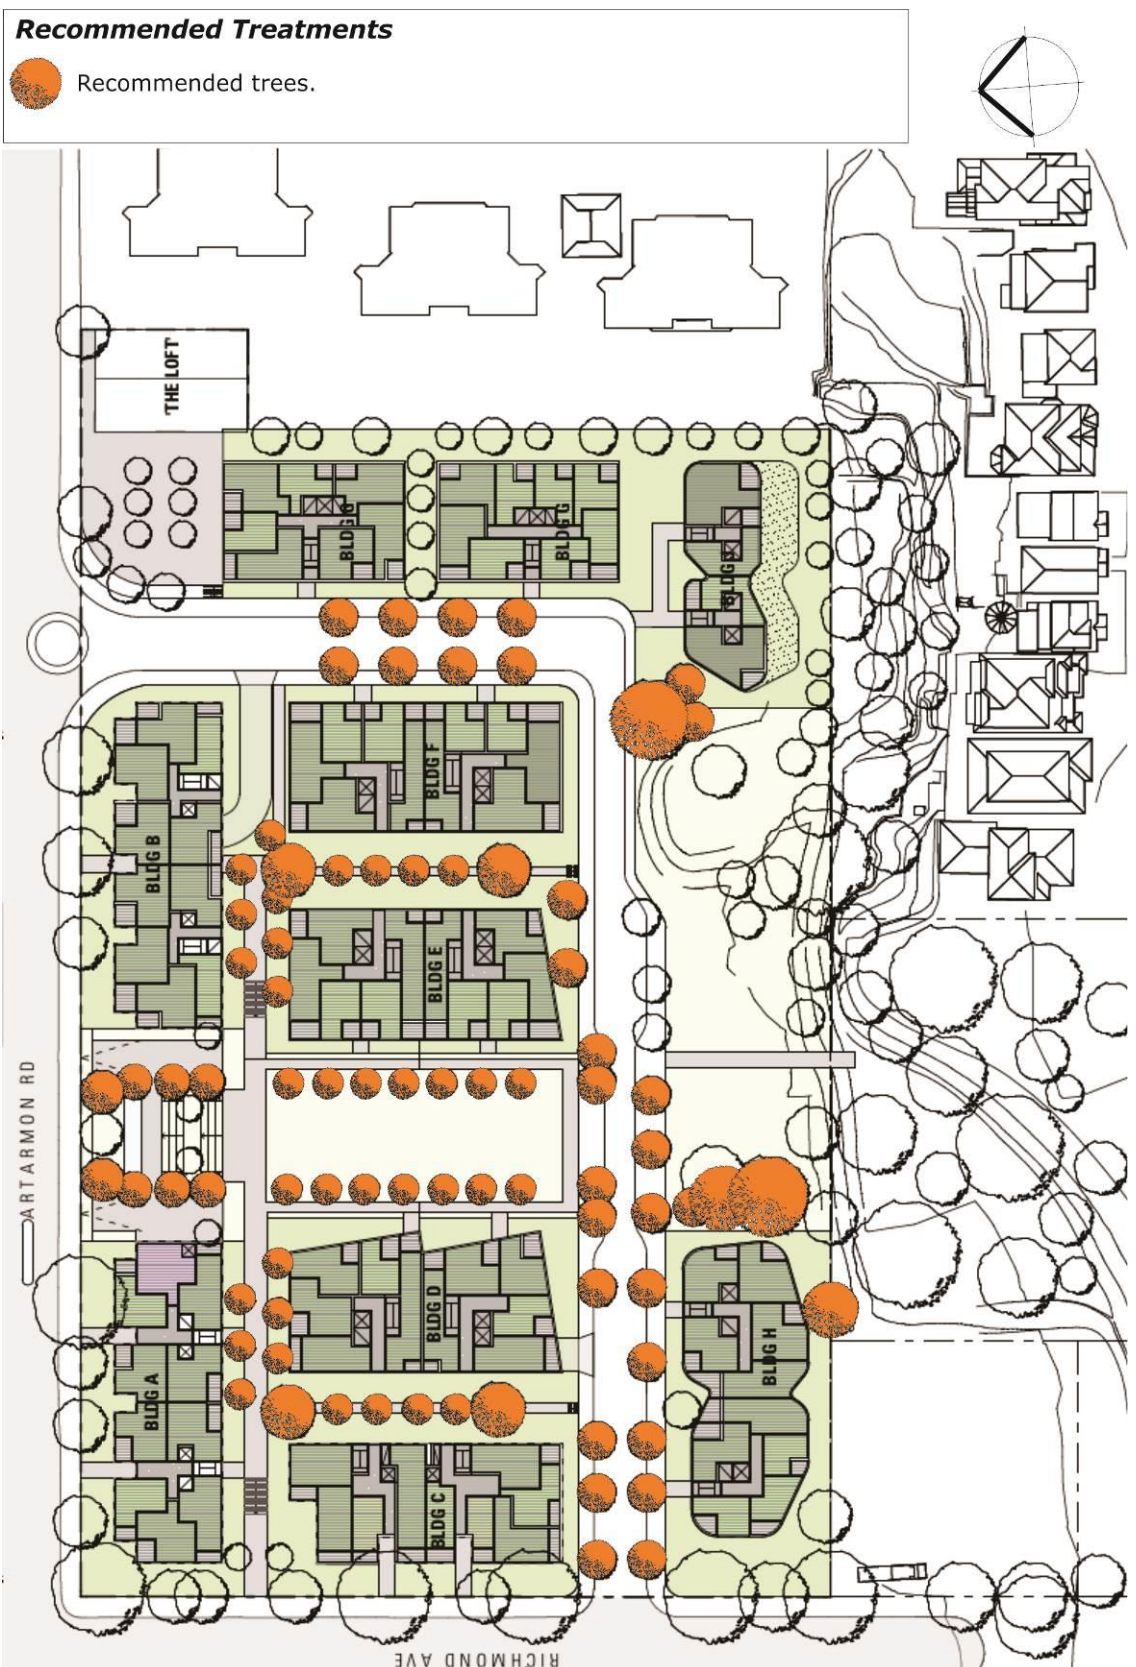 Recommended Treatments
Recommended trees.
'THE LOFT'
BLDG G
BLDG G
BLDG
BLDG F
BLDG B
BLDG E
ARTARMON RD
BLDG D
BLDG H
BLDG A
BLDG C
RICHMOND AVE